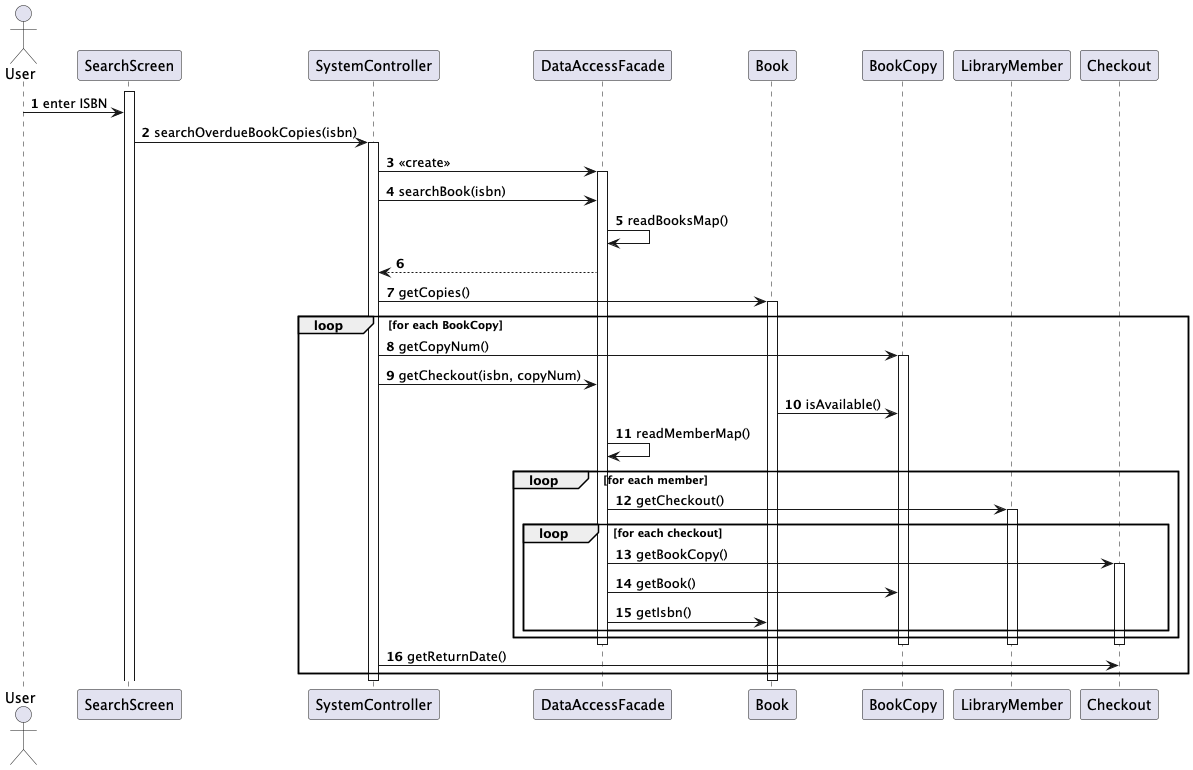 User
SearchScreen
SystemController
DataAccessFacade
Book
BookCopy
LibraryMember
Checkout
1 enter ISBN
2 searchOverdueBookCopies(isbn)
3 «create»
4 searchBook(isbn)
5 readBooksMap()
6
7 getCopies()
loop [for each BookCopy]
8 getCopyNum()
9 getCheckout(isbn, copyNum)
10 isAvailable()
11 readMemberMap()
loop [for each member]
12 getCheckout()
loop [for each checkout]
13 getBookCopy()
14 getBook()
15 getIsbn()
16 getReturnDate()
User
SearchScreen
SystemController
DataAccessFacade
Book
BookCopy
LibraryMember
Checkout